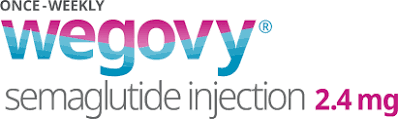 ONCE-WEEKLY
wegovy®
semaglutide injection 2.4 mg